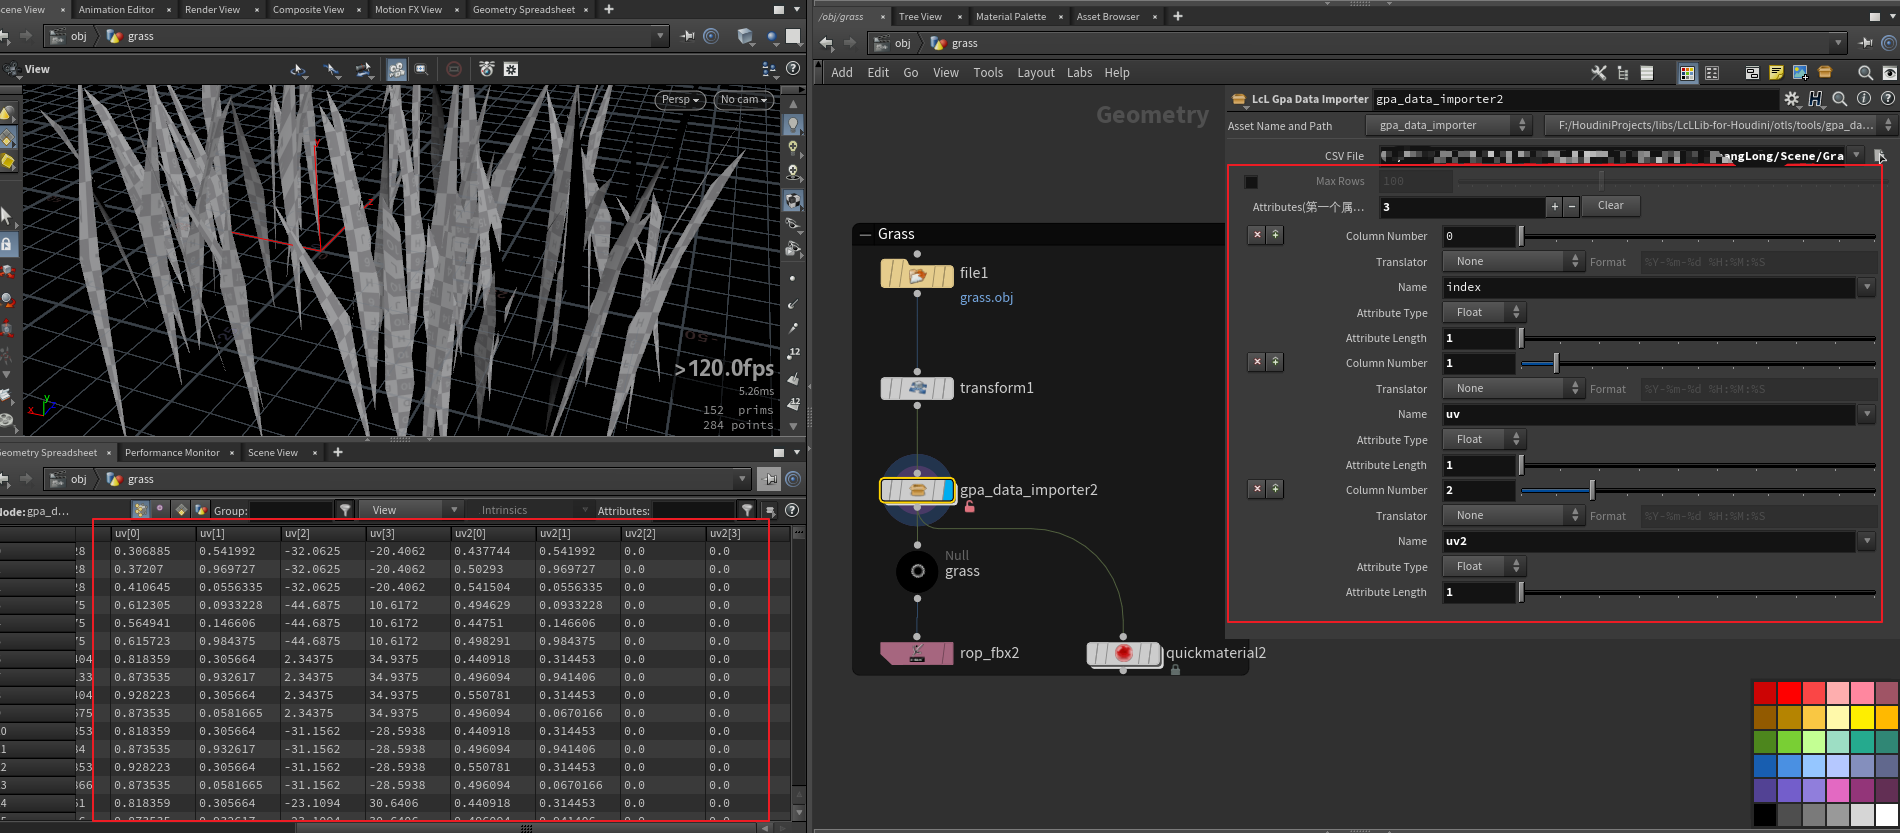 cene View
Animation Editor
Render View
Composite View
Motion FX View
Geometry Spreadsheet
obj
grass
View
Persp
No cam
>120.0fps
5.26ms
152 prims
284 points
12
12
eometry Spreadsheet
Performance Monitor
Scene View
obj
grass
lode: gpa_d...
Group:
View
Intrinsics
Attributes:
uv[0] uv[1] uv[2] uv[3] uv2[0] uv2[1] uv2[2] uv2[3]
28 0.306885 0.541992 -32.0625 -20.4062 0.437744 0.541992 0.0 0.0
28 0.37207 0.969727 -32.0625 -20.4062 0.50293 0.969727 0.0 0.0
28 0.410645 0.0556335 -32.0625 -20.4062 0.541504 0.0556335 0.0 0.0
75 0.612305 0.0933228 -44.6875 10.6172 0.494629 0.0933228 0.0 0.0
75 0.564941 0.146606 -44.6875 10.6172 0.44751 0.146606 0.0 0.0
75 0.615723 0.984375 -44.6875 10.6172 0.498291 0.984375 0.0 0.0
404 0.818359 0.305664 2.34375 34.9375 0.440918 0.314453 0.0 0.0
133 0.873535 0.932617 2.34375 34.9375 0.496094 0.941406 0.0 0.0
404 0.928223 0.305664 2.34375 34.9375 0.550781 0.314453 0.0 0.0
575 0.873535 0.0581665 2.34375 34.9375 0.496094 0.0670166 0.0 0.0
0 353 0.818359 0.305664 -31.1562 -28.5938 0.440918 0.314453 0.0 0.0
1 34 0.873535 0.932617 -31.1562 -28.5938 0.496094 0.941406 0.0 0.0
2 353 0.928223 0.305664 -31.1562 -28.5938 0.550781 0.314453 0.0 0.0
3 366 0.873535 0.0581665 -31.1562 -28.5938 0.496094 0.0670166 0.0 0.0
4 51 0.818359 0.305664 -23.1094 30.6406 0.440918 0.314453 0.0 0.0
/obj/grass
Tree View
Material Palette
Asset Browser
obj
grass
Add Edit Go View Tools Layout Labs Help
Geometry
Grass
file1
grass.obj
transform1
gpa_data_importer2
Null
grass
rop_fbx2
quickmaterial2
LcL Gpa Data Importer gpa_data_importer2
Asset Name and Path gpa_data_importer F:/HoudiniProjects/libs/LcLLib-for-Houdini/otls/tools/gpa_da...
CSV File angLong/Scene/Gra
Max Rows 100
Attributes(第一个属... 3 + − Clear
Column Number 0
Translator None Format %Y-%m-%d %H:%M:%S
Name index
Attribute Type Float
Attribute Length 1
Column Number 1
Translator None Format %Y-%m-%d %H:%M:%S
Name uv
Attribute Type Float
Attribute Length 1
Column Number 2
Translator None Format %Y-%m-%d %H:%M:%S
Name uv2
Attribute Type Float
Attribute Length 1